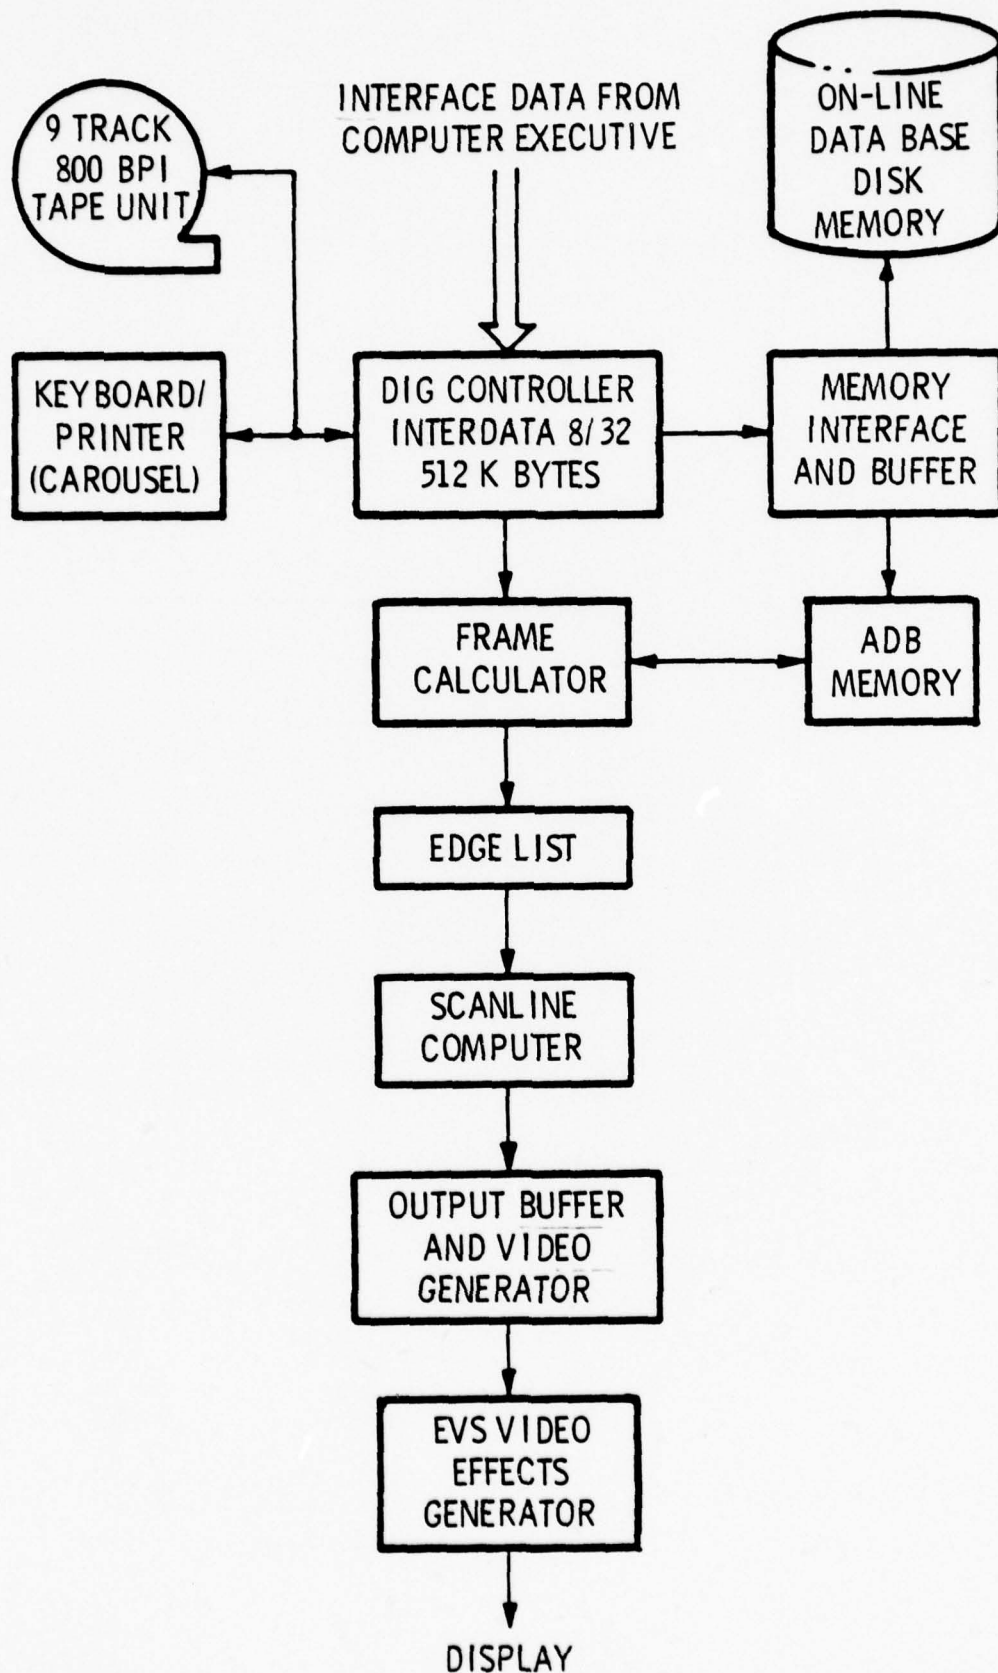 9 TRACK
800 BPI
TAPE UNIT
INTERFACE DATA FROM
COMPUTER EXECUTIVE
ON-LINE
DATA BASE
DISK
MEMORY
KEYBOARD/
PRINTER
(CAROUSEL)
DIG CONTROLLER
INTERDATA 8/32
512 K BYTES
MEMORY
INTERFACE
AND BUFFER
FRAME
CALCULATOR
ADB
MEMORY
EDGE LIST
SCANLINE
COMPUTER
OUTPUT BUFFER
AND VIDEO
GENERATOR
EVS VIDEO
EFFECTS
GENERATOR
DISPLAY